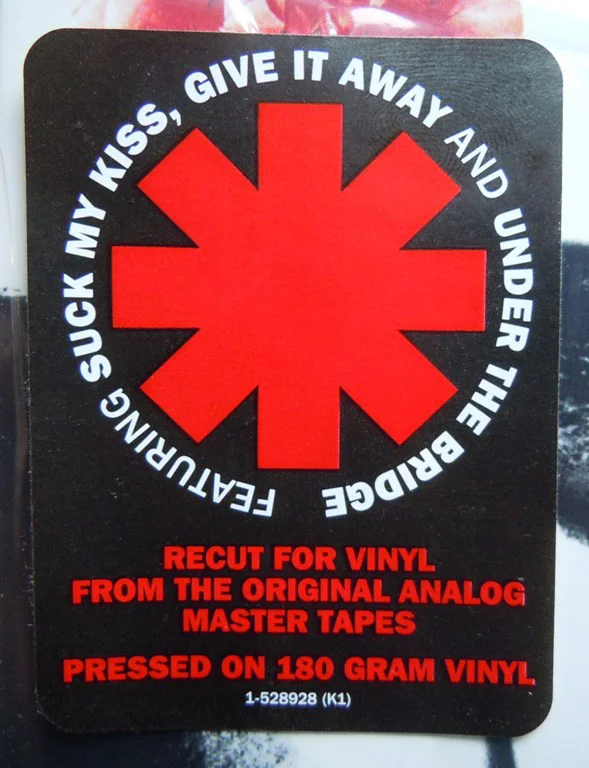 FEATURING SUCK MY KISS, GIVE IT AWAY AND UNDER THE BRIDGE
RECUT FOR VINYL
FROM THE ORIGINAL ANALOG
MASTER TAPES
PRESSED ON 180 GRAM VINYL
1-528928 (K1)